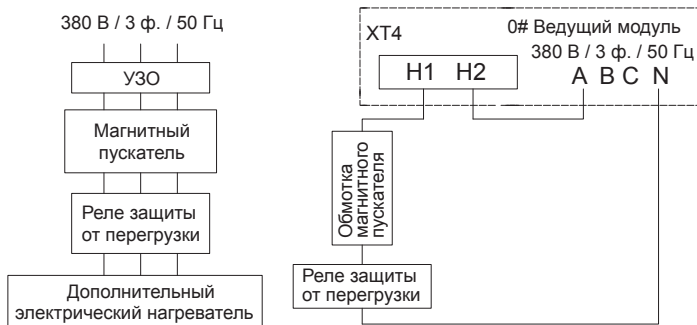 380 В / 3 ф. / 50 Гц
УЗО
Магнитный
пускатель
Реле защиты
от перегрузки
Дополнительный
электрический нагреватель
XT4
0# Ведущий модуль
380 В / 3 ф. / 50 Гц
H1 H2
A B C N
Обмотка
магнитного
пускателя
Реле защиты
от перегрузки